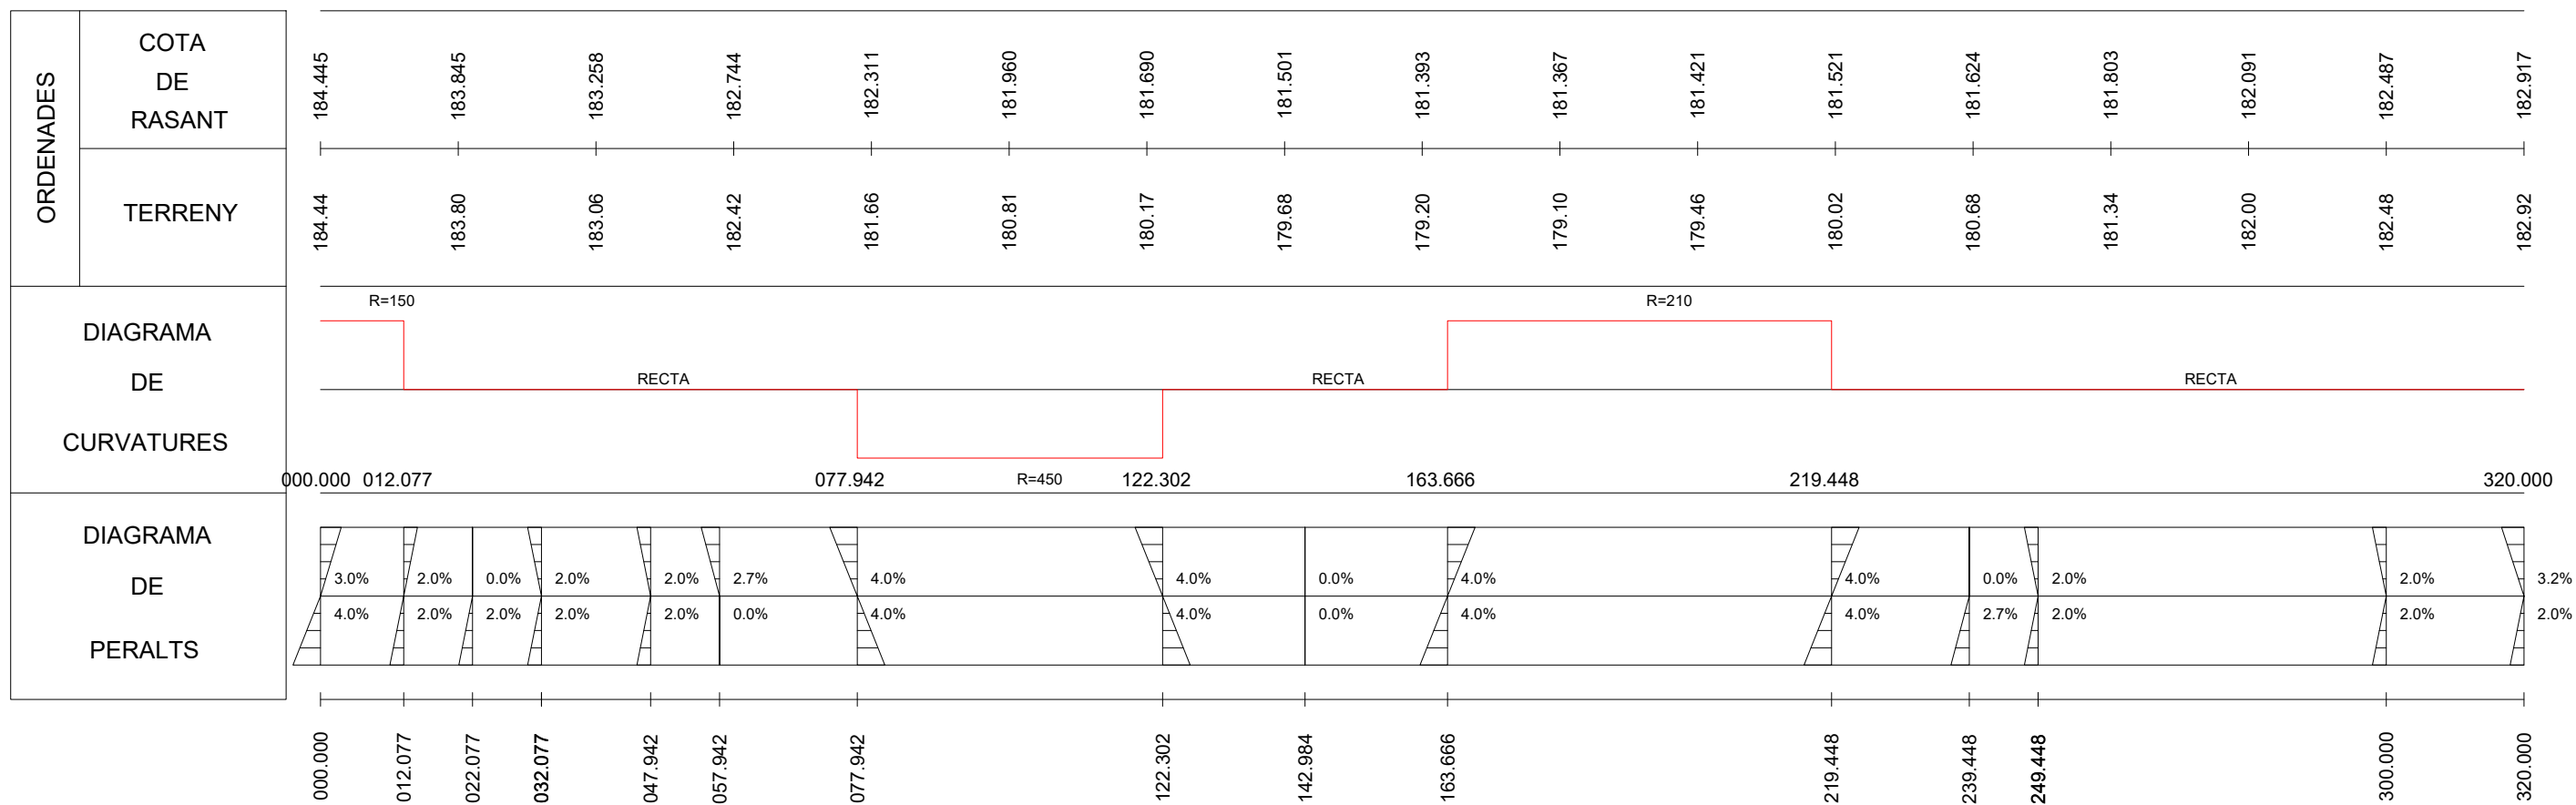 ORDENADES
COTA
DE
RASANT
184.445 183.845 183.258 182.744 182.311 181.960 181.690 181.501 181.393 181.367 181.421 181.521 181.624 181.803 182.091 182.487 182.917
TERRENY
184.44 183.80 183.06 182.42 181.66 180.81 180.17 179.68 179.20 179.10 179.46 180.02 180.68 181.34 182.00 182.48 182.92
DIAGRAMA
DE
CURVATURES
R=150 R=210
RECTA RECTA RECTA
R=450
000.000 012.077 077.942 122.302 163.666 219.448 320.000
DIAGRAMA
DE
PERALTS
3.0% 2.0% 0.0% 2.0% 2.0% 2.7% 4.0% 4.0% 0.0% 4.0% 4.0% 0.0% 2.0% 2.0% 3.2%
4.0% 2.0% 2.0% 2.0% 2.0% 0.0% 4.0% 4.0% 0.0% 4.0% 4.0% 2.7% 2.0% 2.0% 2.0%
000.000 012.077 022.077 032.077 047.942 057.942 077.942 122.302 142.984 163.666 219.448 239.448 249.448 300.000 320.000